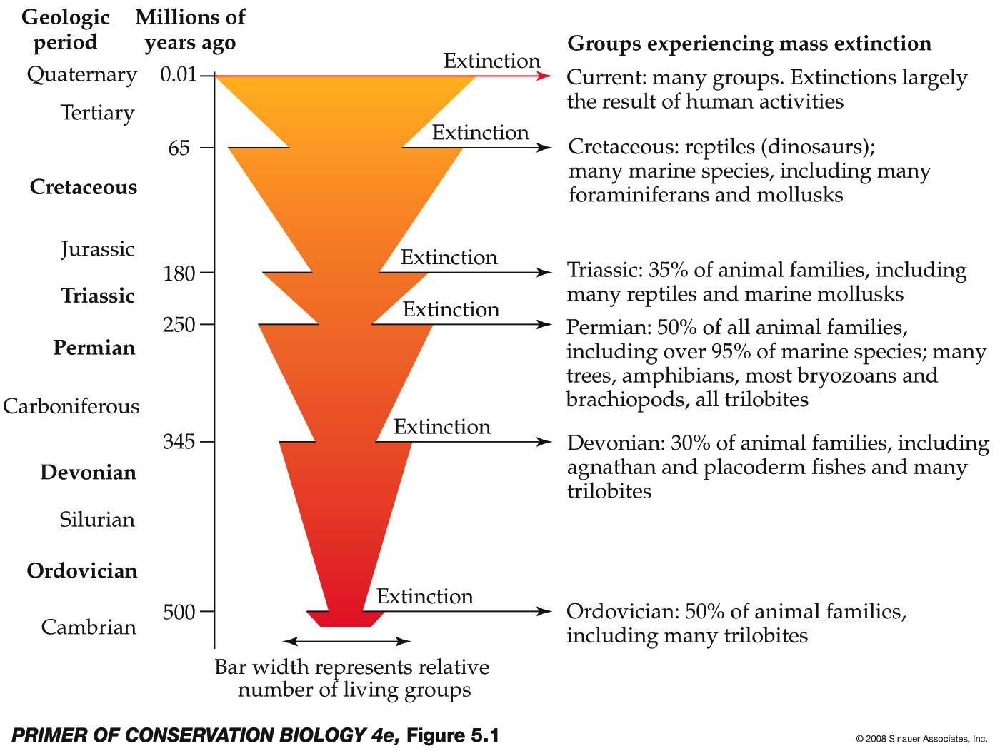 Geologic period
Millions of years ago
Groups experiencing mass extinction
Quaternary
0.01
Extinction
Current: many groups. Extinctions largely
the result of human activities
Tertiary
65
Extinction
Cretaceous: reptiles (dinosaurs);
many marine species, including many
foraminiferans and mollusks
Cretaceous
Jurassic
180
Extinction
Triassic: 35% of animal families, including
many reptiles and marine mollusks
Triassic
250
Extinction
Permian: 50% of all animal families,
including over 95% of marine species; many
trees, amphibians, most bryozoans and
brachiopods, all trilobites
Permian
Carboniferous
345
Extinction
Devonian: 30% of animal families, including
agnathan and placoderm fishes and many
trilobites
Devonian
Silurian
Ordovician
500
Extinction
Ordovician: 50% of animal families,
including many trilobites
Cambrian
Bar width represents relative
number of living groups
PRIMER OF CONSERVATION BIOLOGY 4e, Figure 5.1
© 2008 Sinauer Associates, Inc.